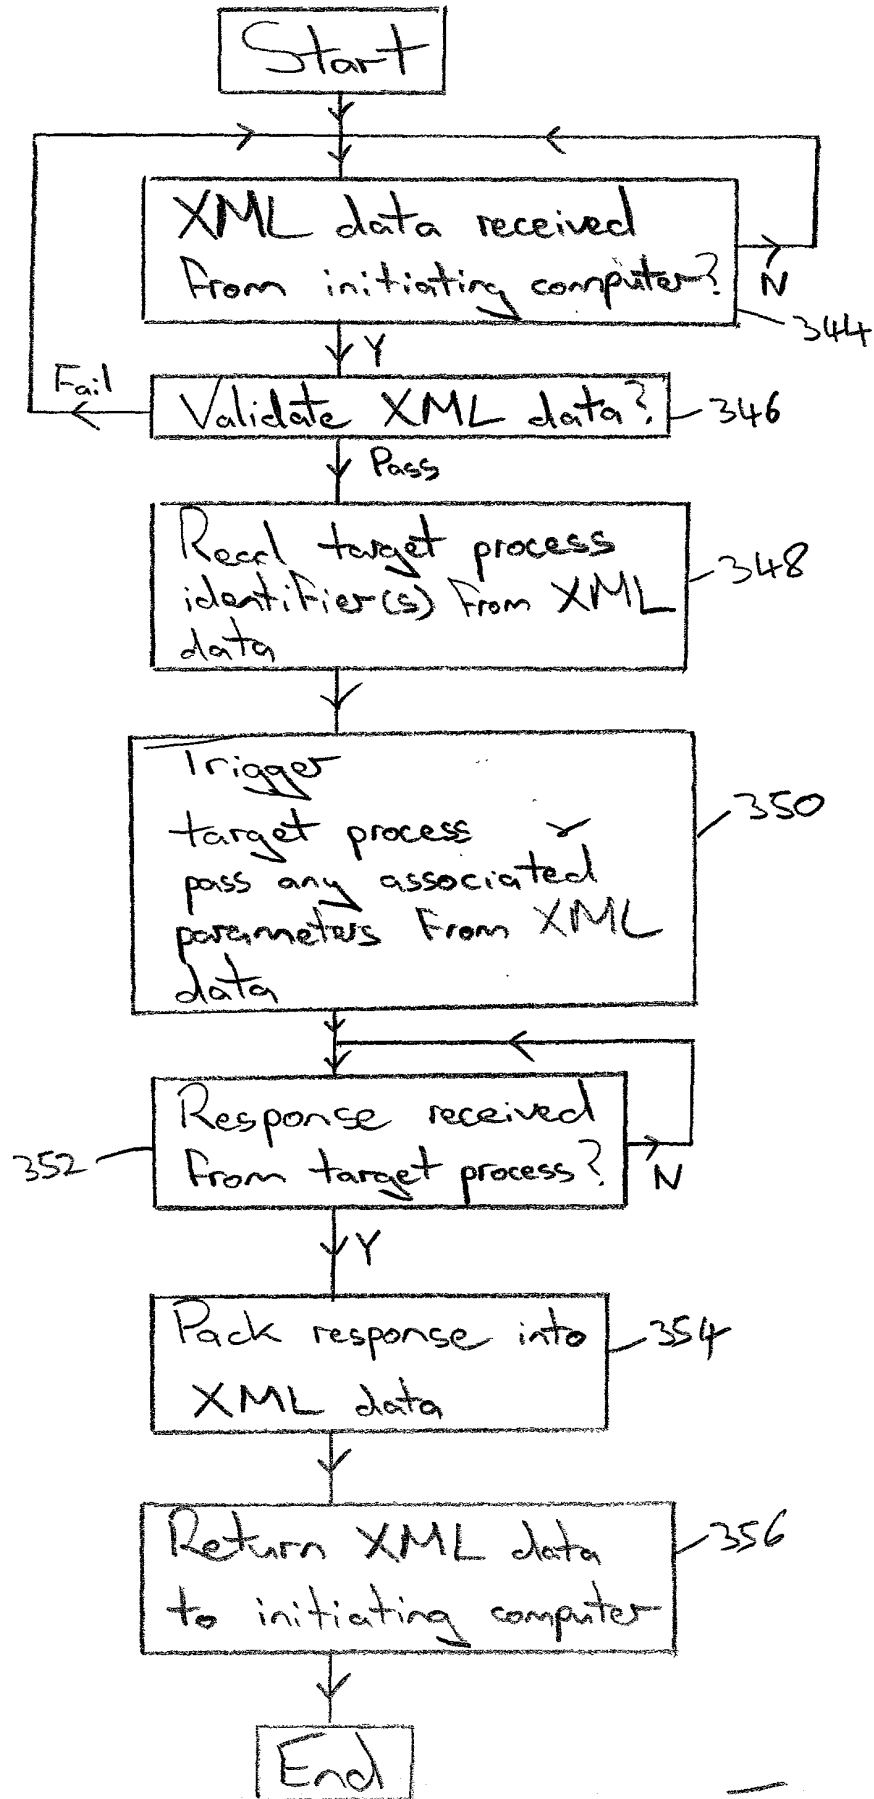 Start
XML data received
from initiating computer?
N
344
Y
Fail
Validate XML data?
346
Pass
Read target process
identifier(s) from XML
data
348
Trigger
target process
pass any associated
parameters from XML
data
350
Response received
from target process?
352
N
Y
Pack response into
XML data
354
Return XML data
to initiating computer
356
End